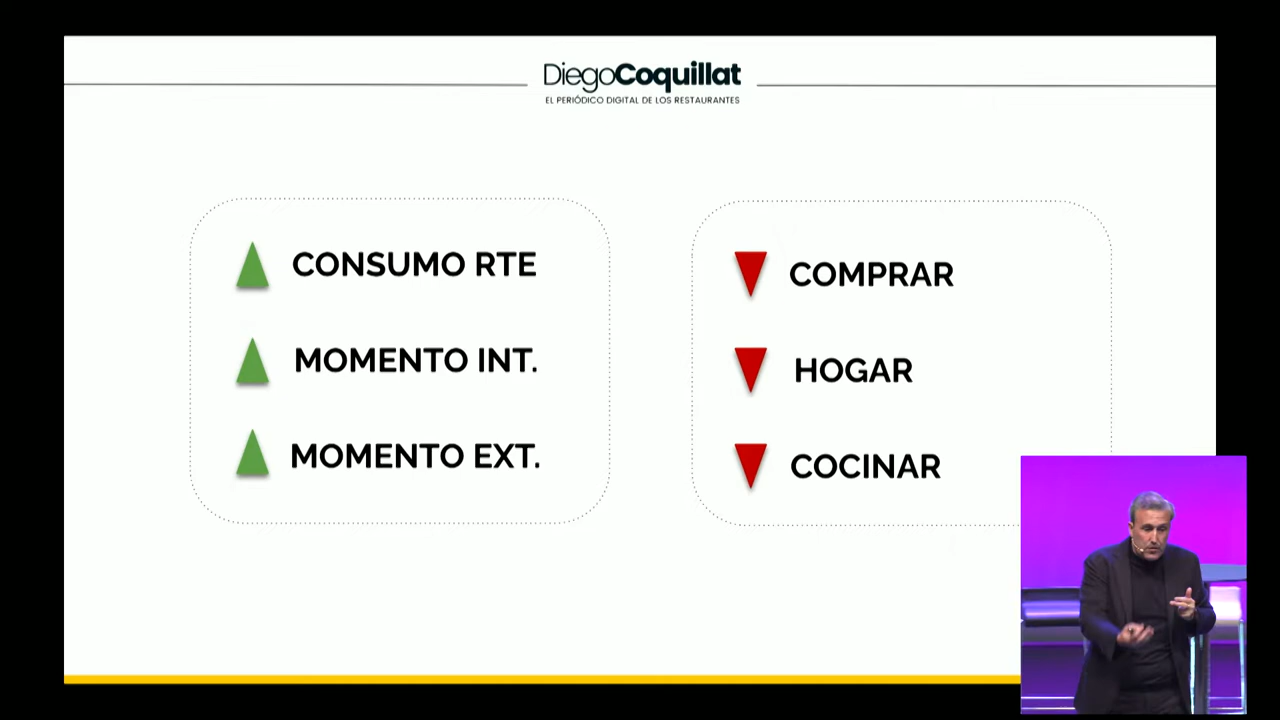 DiegoCoquillat
EL PERIÓDICO DIGITAL DE LOS RESTAURANTES
CONSUMO RTE
MOMENTO INT.
MOMENTO EXT.
COMPRAR
HOGAR
COCINAR